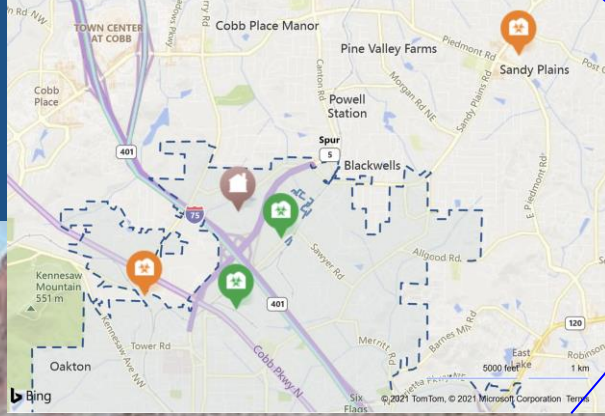 TOWN CENTER
AT COBB
Cobb Place Manor
Pine Valley Farms
Piedmont Rd
Sandy Plains
Cobb
Place
Canton Rd
Morgan Rd NE
Sandy Plains Rd
Powell
Station
Spur
5
Blackwells
401
75
E Piedmont Rd
Sawyer Rd
Allgood Rd
Kennesaw
Mountain
551 m
Kennesaw Ave NW
401
120
Tower Rd
Cobb Pkwy N
Merritt Rd
Barnes Mill Rd
East
Lake
Robinson
Oakton
Six
Flags
5000 feet
1 km
Bing
© 2021 TomTom, © 2021 Microsoft Corporation Terms